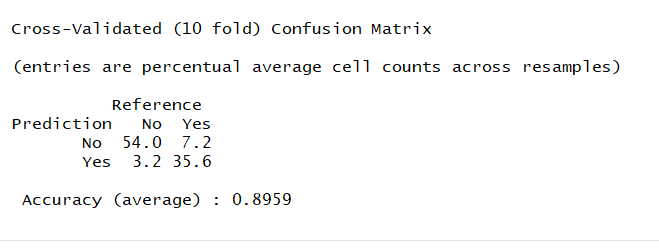 Cross-Validated (10 fold) Confusion Matrix
(entries are percentual average cell counts across resamples)
Reference
Prediction No Yes
No 54.0 7.2
Yes 3.2 35.6
Accuracy (average) : 0.8959